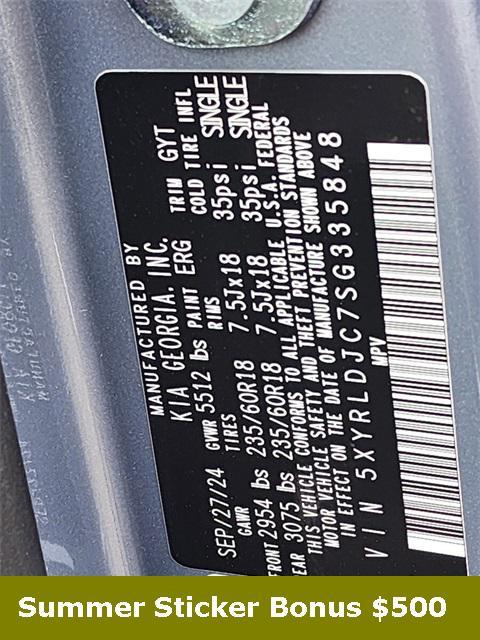 MANUFACTURED BY
KIA GEORGIA, INC.
SEP/27/24 GVWR 5512 lbs PAINT ERG TRIM GYT
GAWR TIRES RIMS COLD TIRE INFL
FRONT 2954 lbs 235/60R18 7.5Jx18 35psi SINGLE
EAR 3075 lbs 235/60R18 7.5Jx18 35psi SINGLE
THIS VEHICLE CONFORMS TO ALL APPLICABLE U.S.A. FEDERAL
MOTOR VEHICLE SAFETY AND THEFT PREVENTION STANDARDS
IN EFFECT ON THE DATE OF MANUFACTURE SHOWN ABOVE
VIN 5XYRLDJC7SG335848
MPV
Summer Sticker Bonus $500